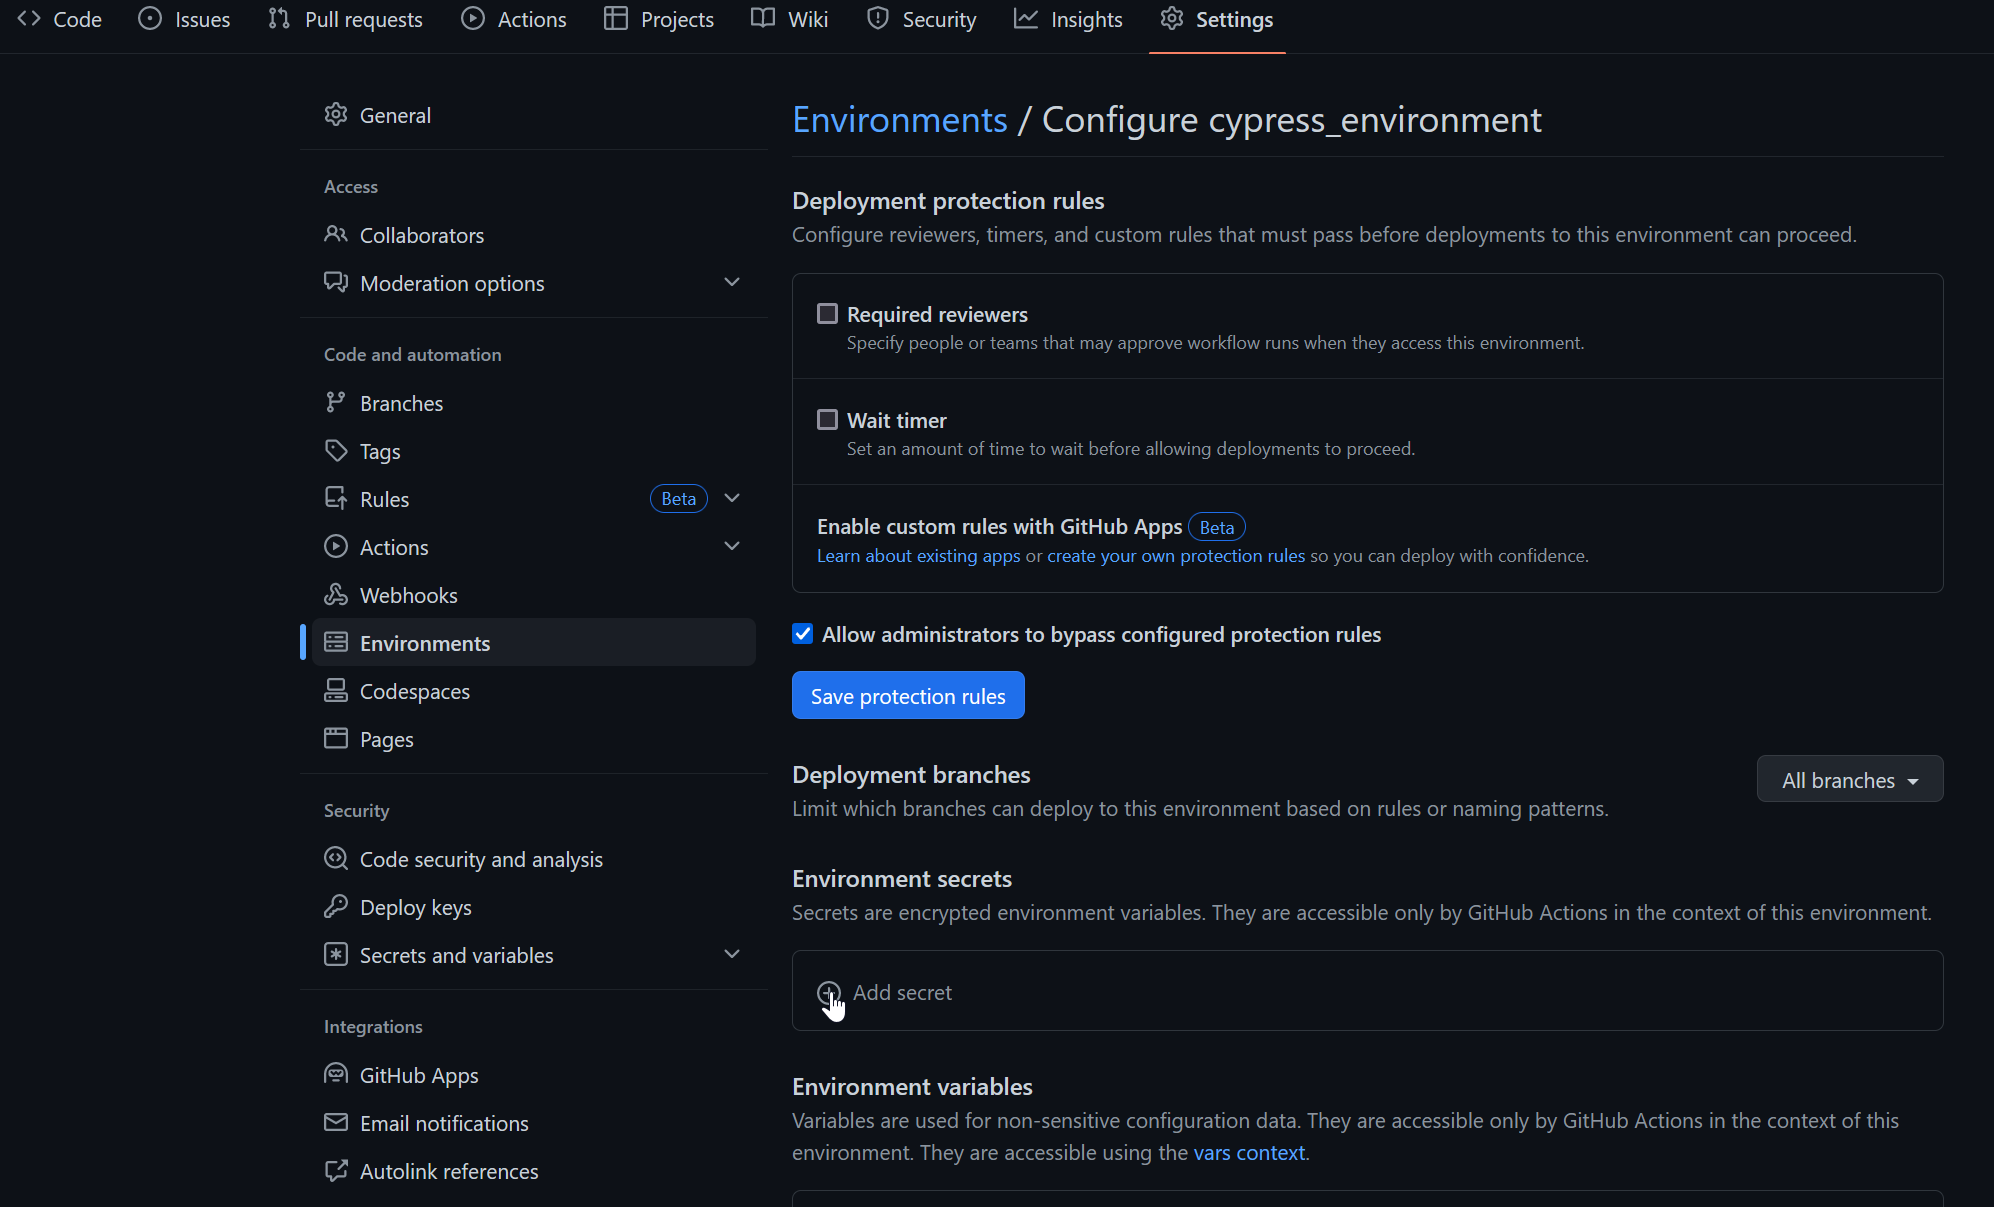 Code Issues Pull requests Actions Projects Wiki Security Insights Settings
General
Access
Collaborators
Moderation options
Code and automation
Branches
Tags
Rules Beta
Actions
Webhooks
Environments
Codespaces
Pages
Security
Code security and analysis
Deploy keys
Secrets and variables
Integrations
GitHub Apps
Email notifications
Autolink references
Environments / Configure cypress_environment
Deployment protection rules
Configure reviewers, timers, and custom rules that must pass before deployments to this environment can proceed.
Required reviewers
Specify people or teams that may approve workflow runs when they access this environment.
Wait timer
Set an amount of time to wait before allowing deployments to proceed.
Enable custom rules with GitHub Apps Beta
Learn about existing apps or create your own protection rules so you can deploy with confidence.
Allow administrators to bypass configured protection rules
Save protection rules
Deployment branches
Limit which branches can deploy to this environment based on rules or naming patterns.
All branches
Environment secrets
Secrets are encrypted environment variables. They are accessible only by GitHub Actions in the context of this environment.
Add secret
Environment variables
Variables are used for non-sensitive configuration data. They are accessible only by GitHub Actions in the context of this
environment. They are accessible using the vars context.